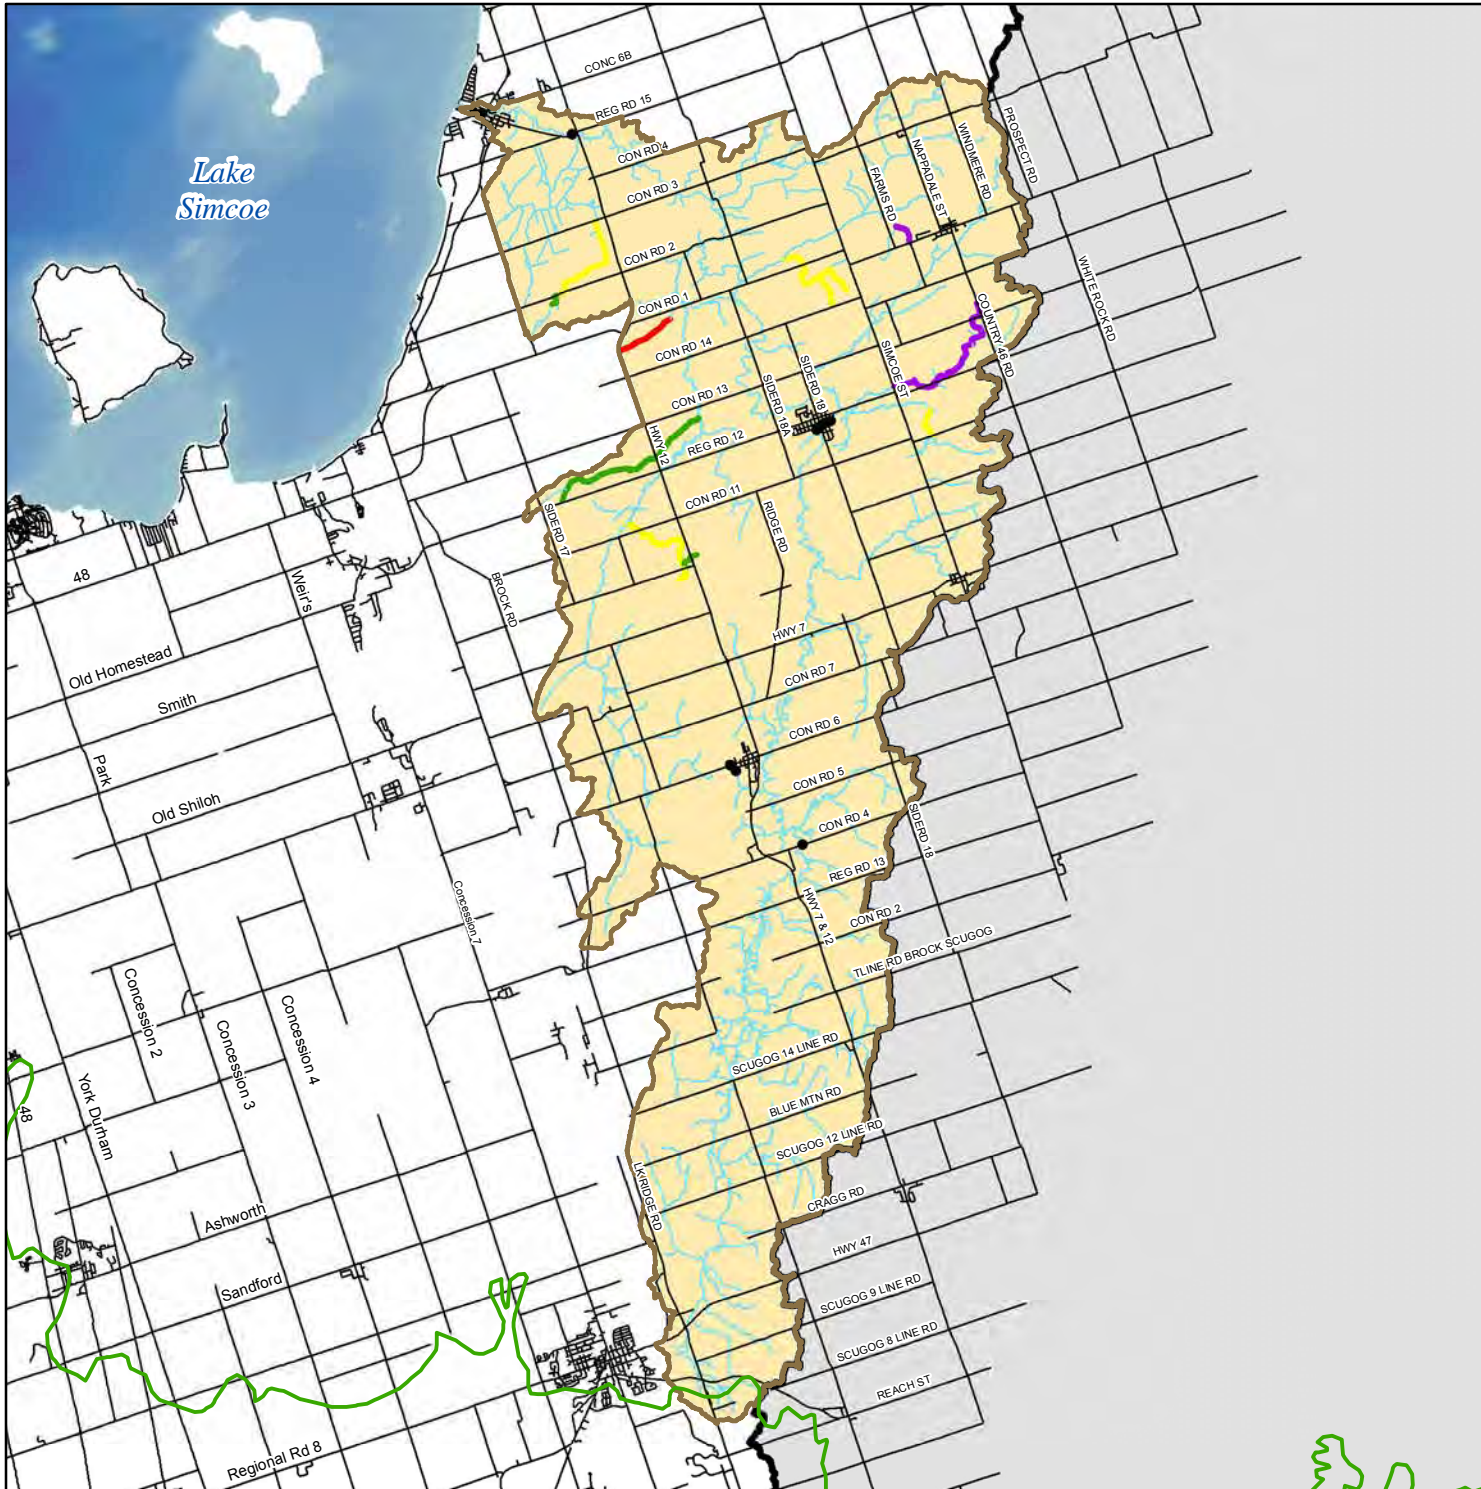 CONC 6B
REG RD 15
PROSPECT RD
WINDMERE RD
CON RD 4
NAPPADALE ST
Lake
Simcoe
CON RD 3
FARMS RD
CON RD 2
WHITE ROCK RD
CON RD 1
COUNTRY 46 RD
CON RD 14
SIMCOE ST
SIDERD 18
CON RD 13
SIDERD 18A
HWY 12
REG RD 12
CON RD 11
RIDGE RD
SIDERD 17
48
Weir's
BROCK RD
HWY 7
Old Homestead
CON RD 7
Smith
CON RD 6
Park
CON RD 5
Old Shiloh
CON RD 4
SIDERD 18
REG RD 13
Concession 7
HWY 7 & 12
CON RD 2
TLINE RD BROCK SCUGOG
Concession 2
Concession 4
Concession 3
SCUGOG 14 LINE RD
48
York Durham
BLUE MTN RD
SCUGOG 12 LINE RD
LK RIDGE RD
CRAGG RD
Ashworth
HWY 47
Sandford
SCUGOG 9 LINE RD
SCUGOG 8 LINE RD
REACH ST
Regional Rd 8